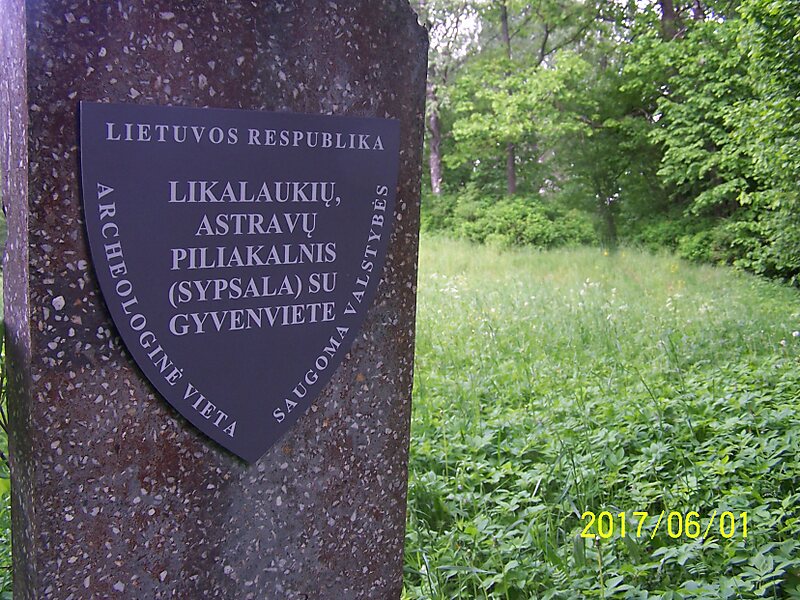 LIETUVOS RESPUBLIKA
LIKALAUKIŲ,
ASTRAVŲ
PILIAKALNIS
(SYPSALA) SU
GYVENVIETE
ARCHEOLOGINĖ VIETA
SAUGOMA VALSTYBĖS
2017/06/01